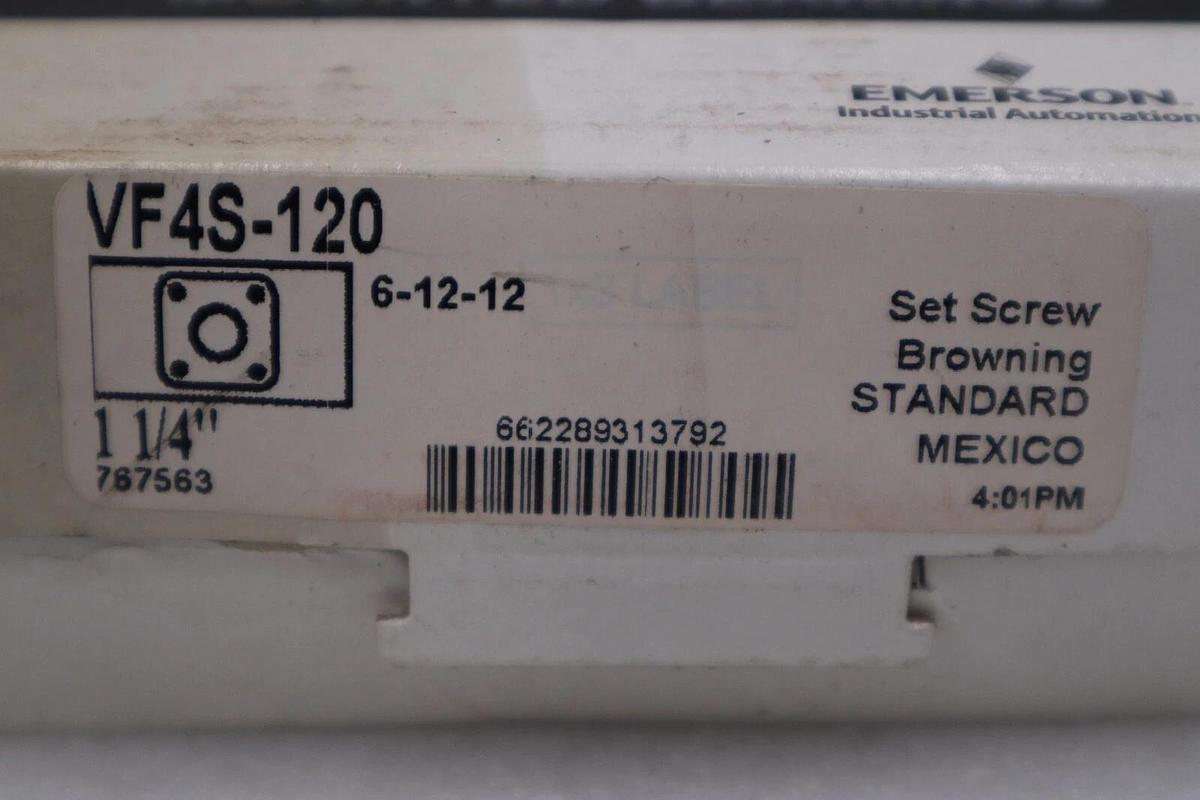 EMERSON
Industrial Automation
VF4S-120
6-12-12
LABEL
Set Screw
Browning
STANDARD
MEXICO
4:01PM
1 1/4"
767563
662289313792